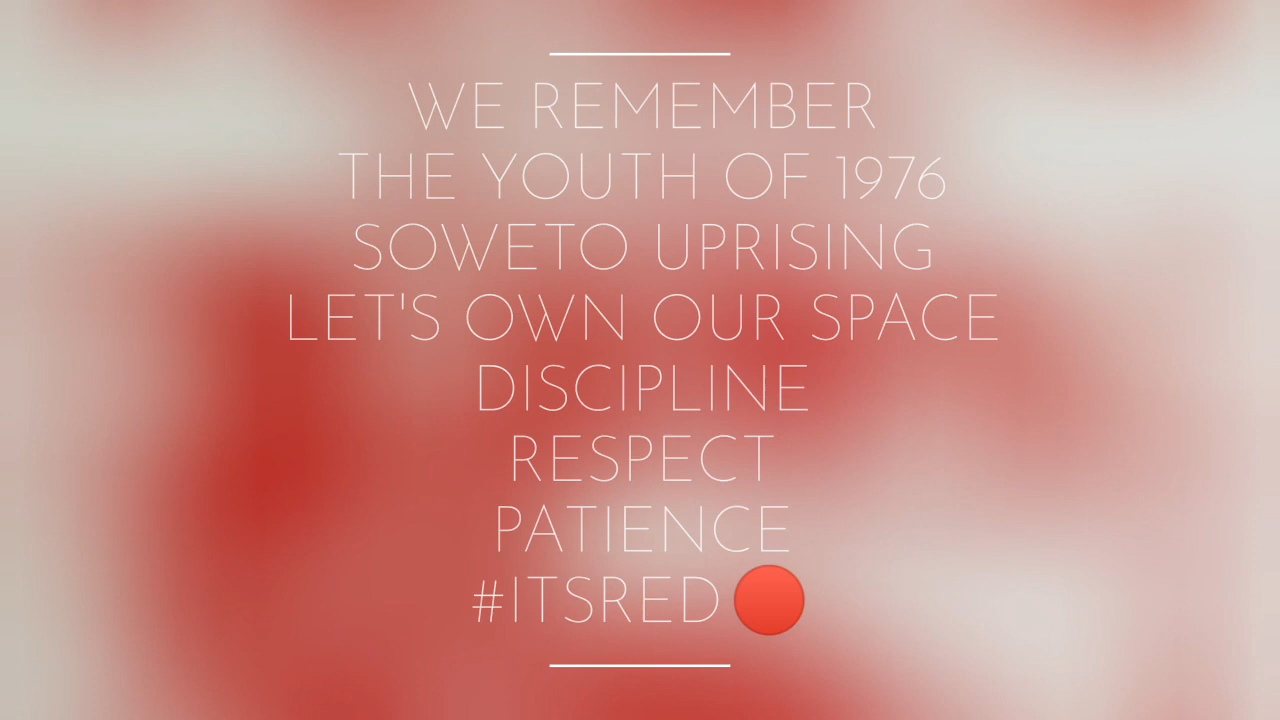 WE REMEMBER
THE YOUTH OF 1976
SOWETO UPRISING
LET'S OWN OUR SPACE
DISCIPLINE
RESPECT
PATIENCE
#ITSRED🔴